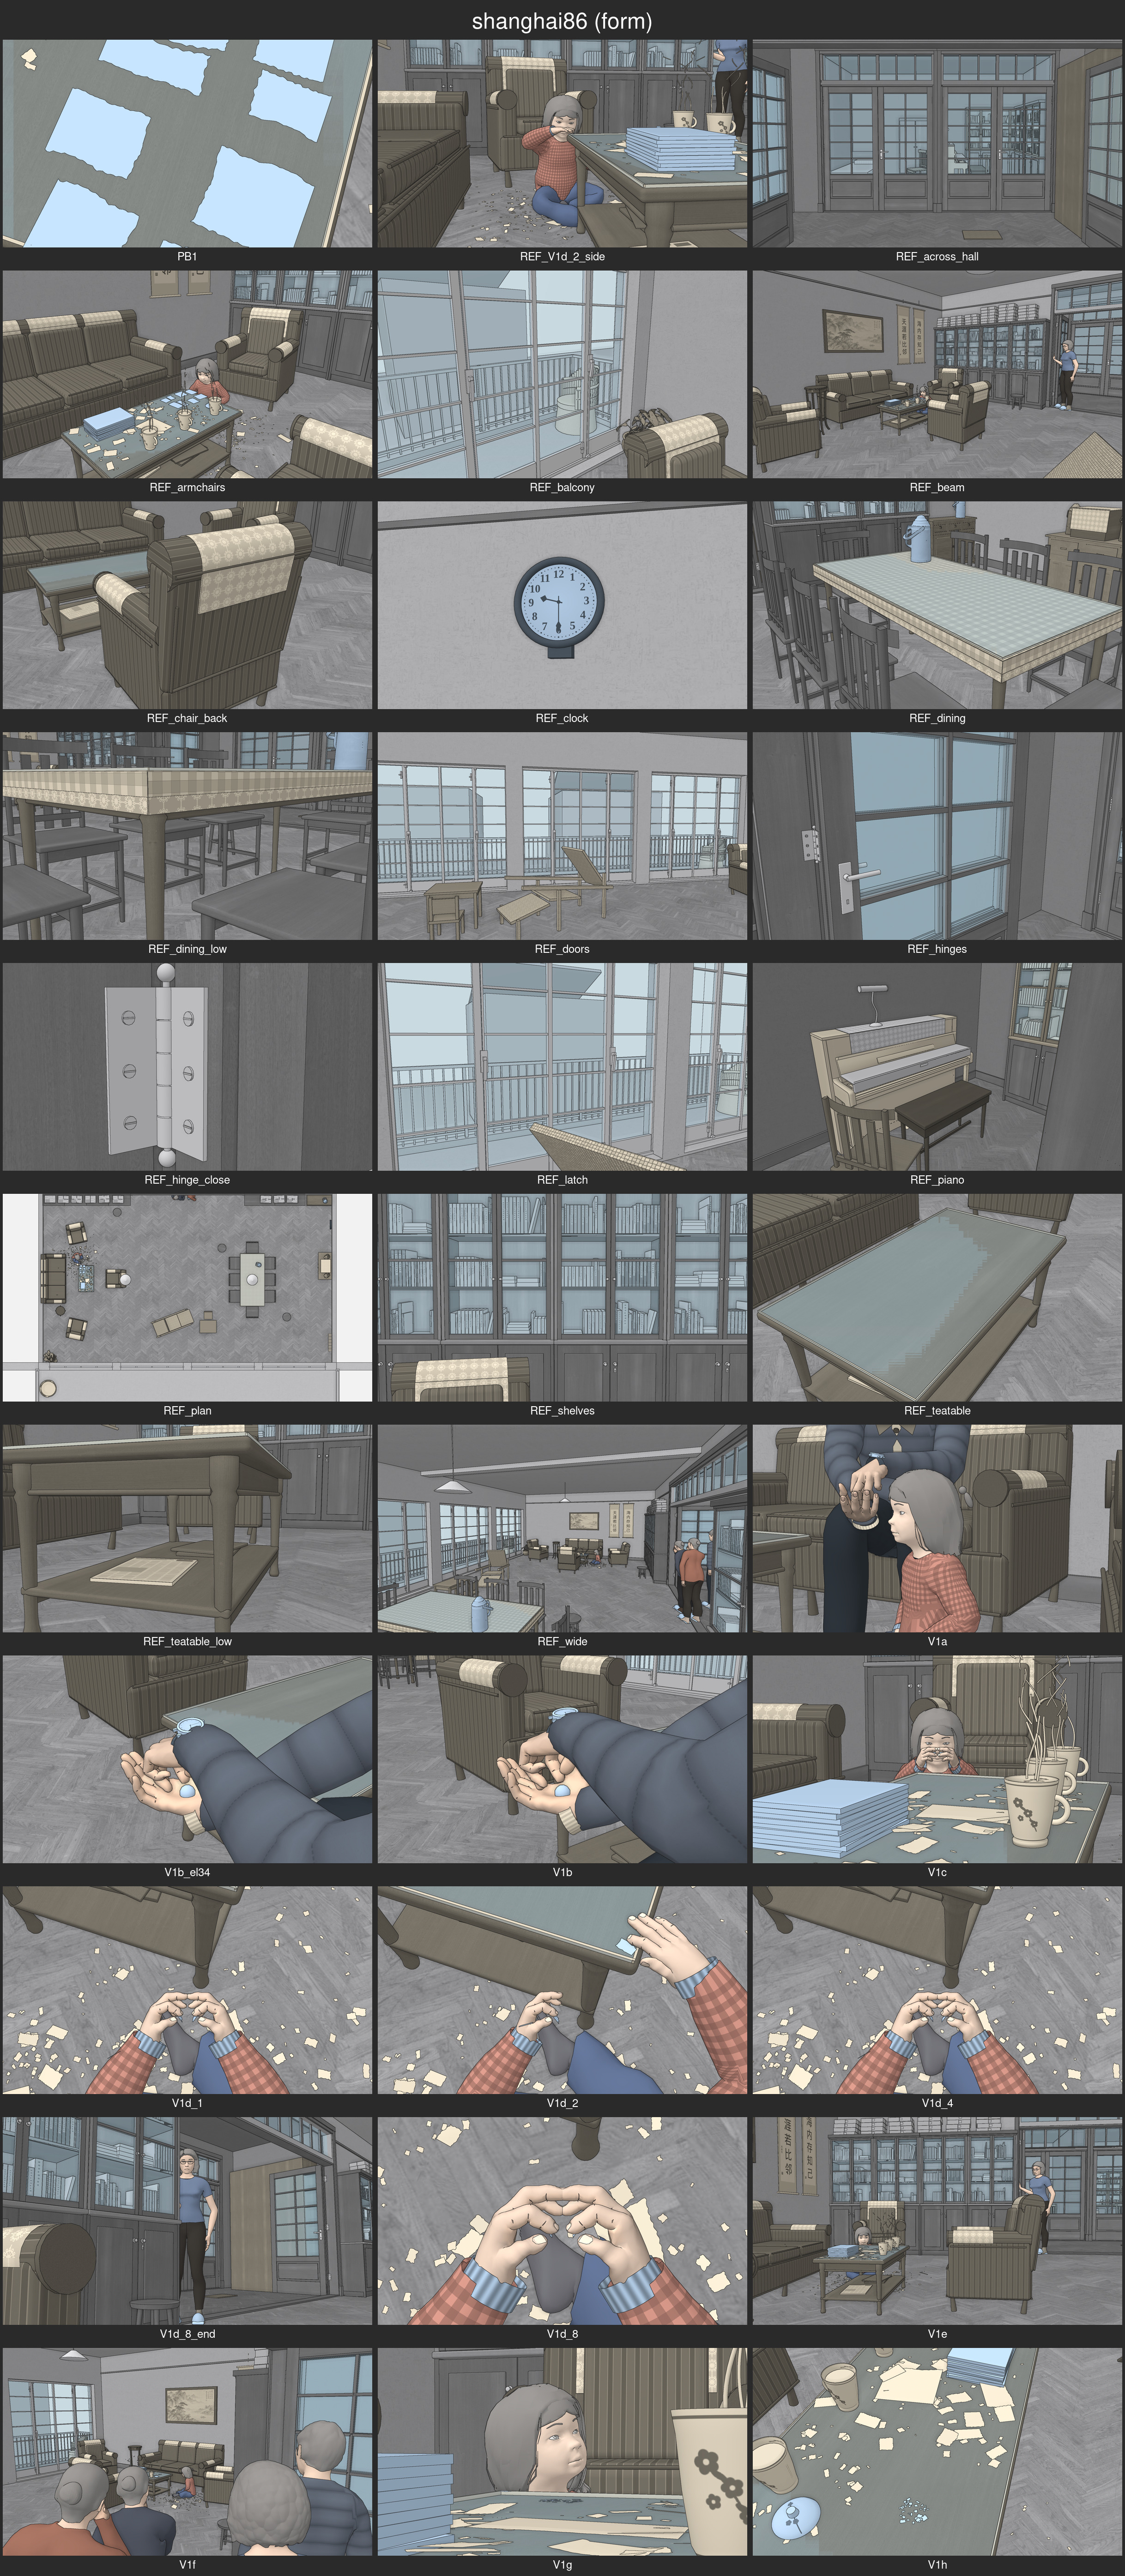 shanghai86 (form)
PB1
REF_V1d_2_side
REF_across_hall
REF_armchairs
REF_balcony
REF_beam
REF_chair_back
12
1
2
3
4
5
6
7
8
9
10
11
REF_clock
REF_dining
REF_dining_low
REF_doors
REF_hinges
REF_hinge_close
REF_latch
REF_piano
REF_plan
REF_shelves
REF_teatable
REF_teatable_low
REF_wide
V1a
V1b_el34
V1b
V1c
V1d_1
V1d_2
V1d_4
V1d_8_end
V1d_8
V1e
V1f
V1g
V1h